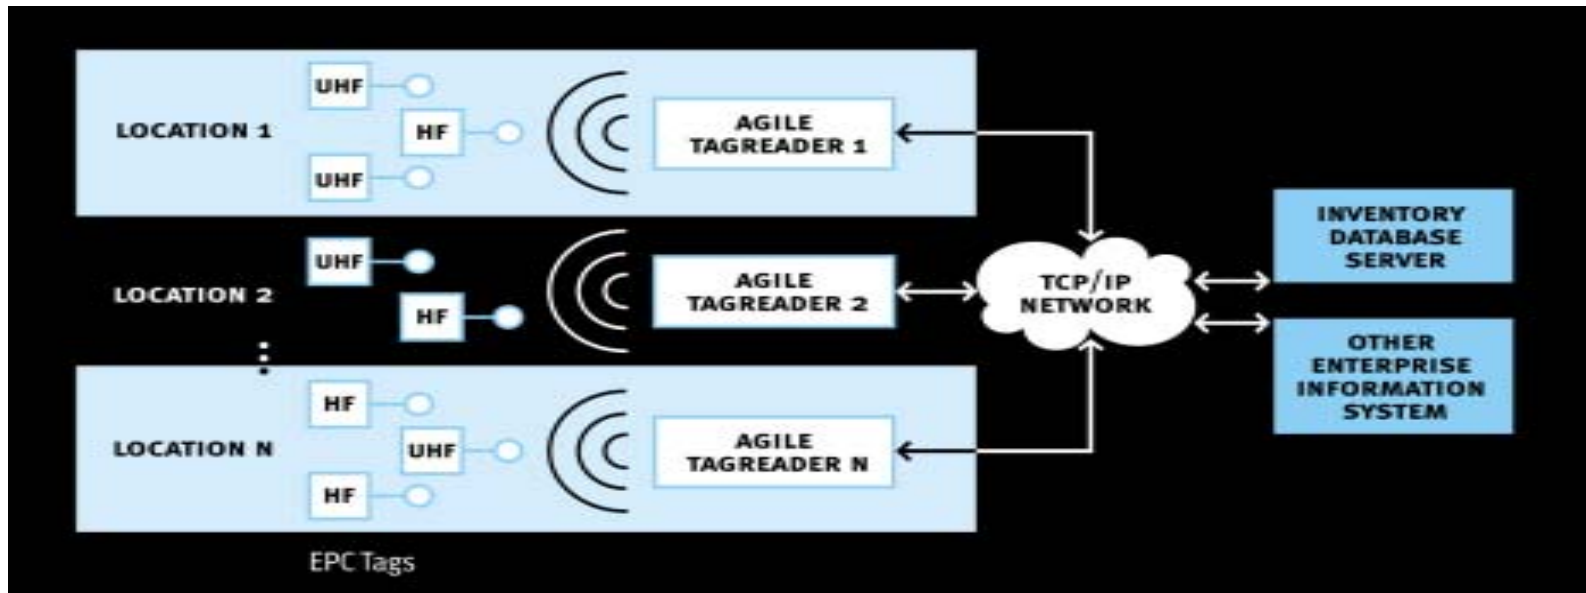 UHF
LOCATION 1
HF
UHF
AGILE
TAGREADER 1
UHF
LOCATION 2
HF
AGILE
TAGREADER 2
HF
LOCATION N
UHF
HF
AGILE
TAGREADER N
EPC Tags
TCP/IP
NETWORK
INVENTORY
DATABASE
SERVER
OTHER
ENTERPRISE
INFORMATION
SYSTEM